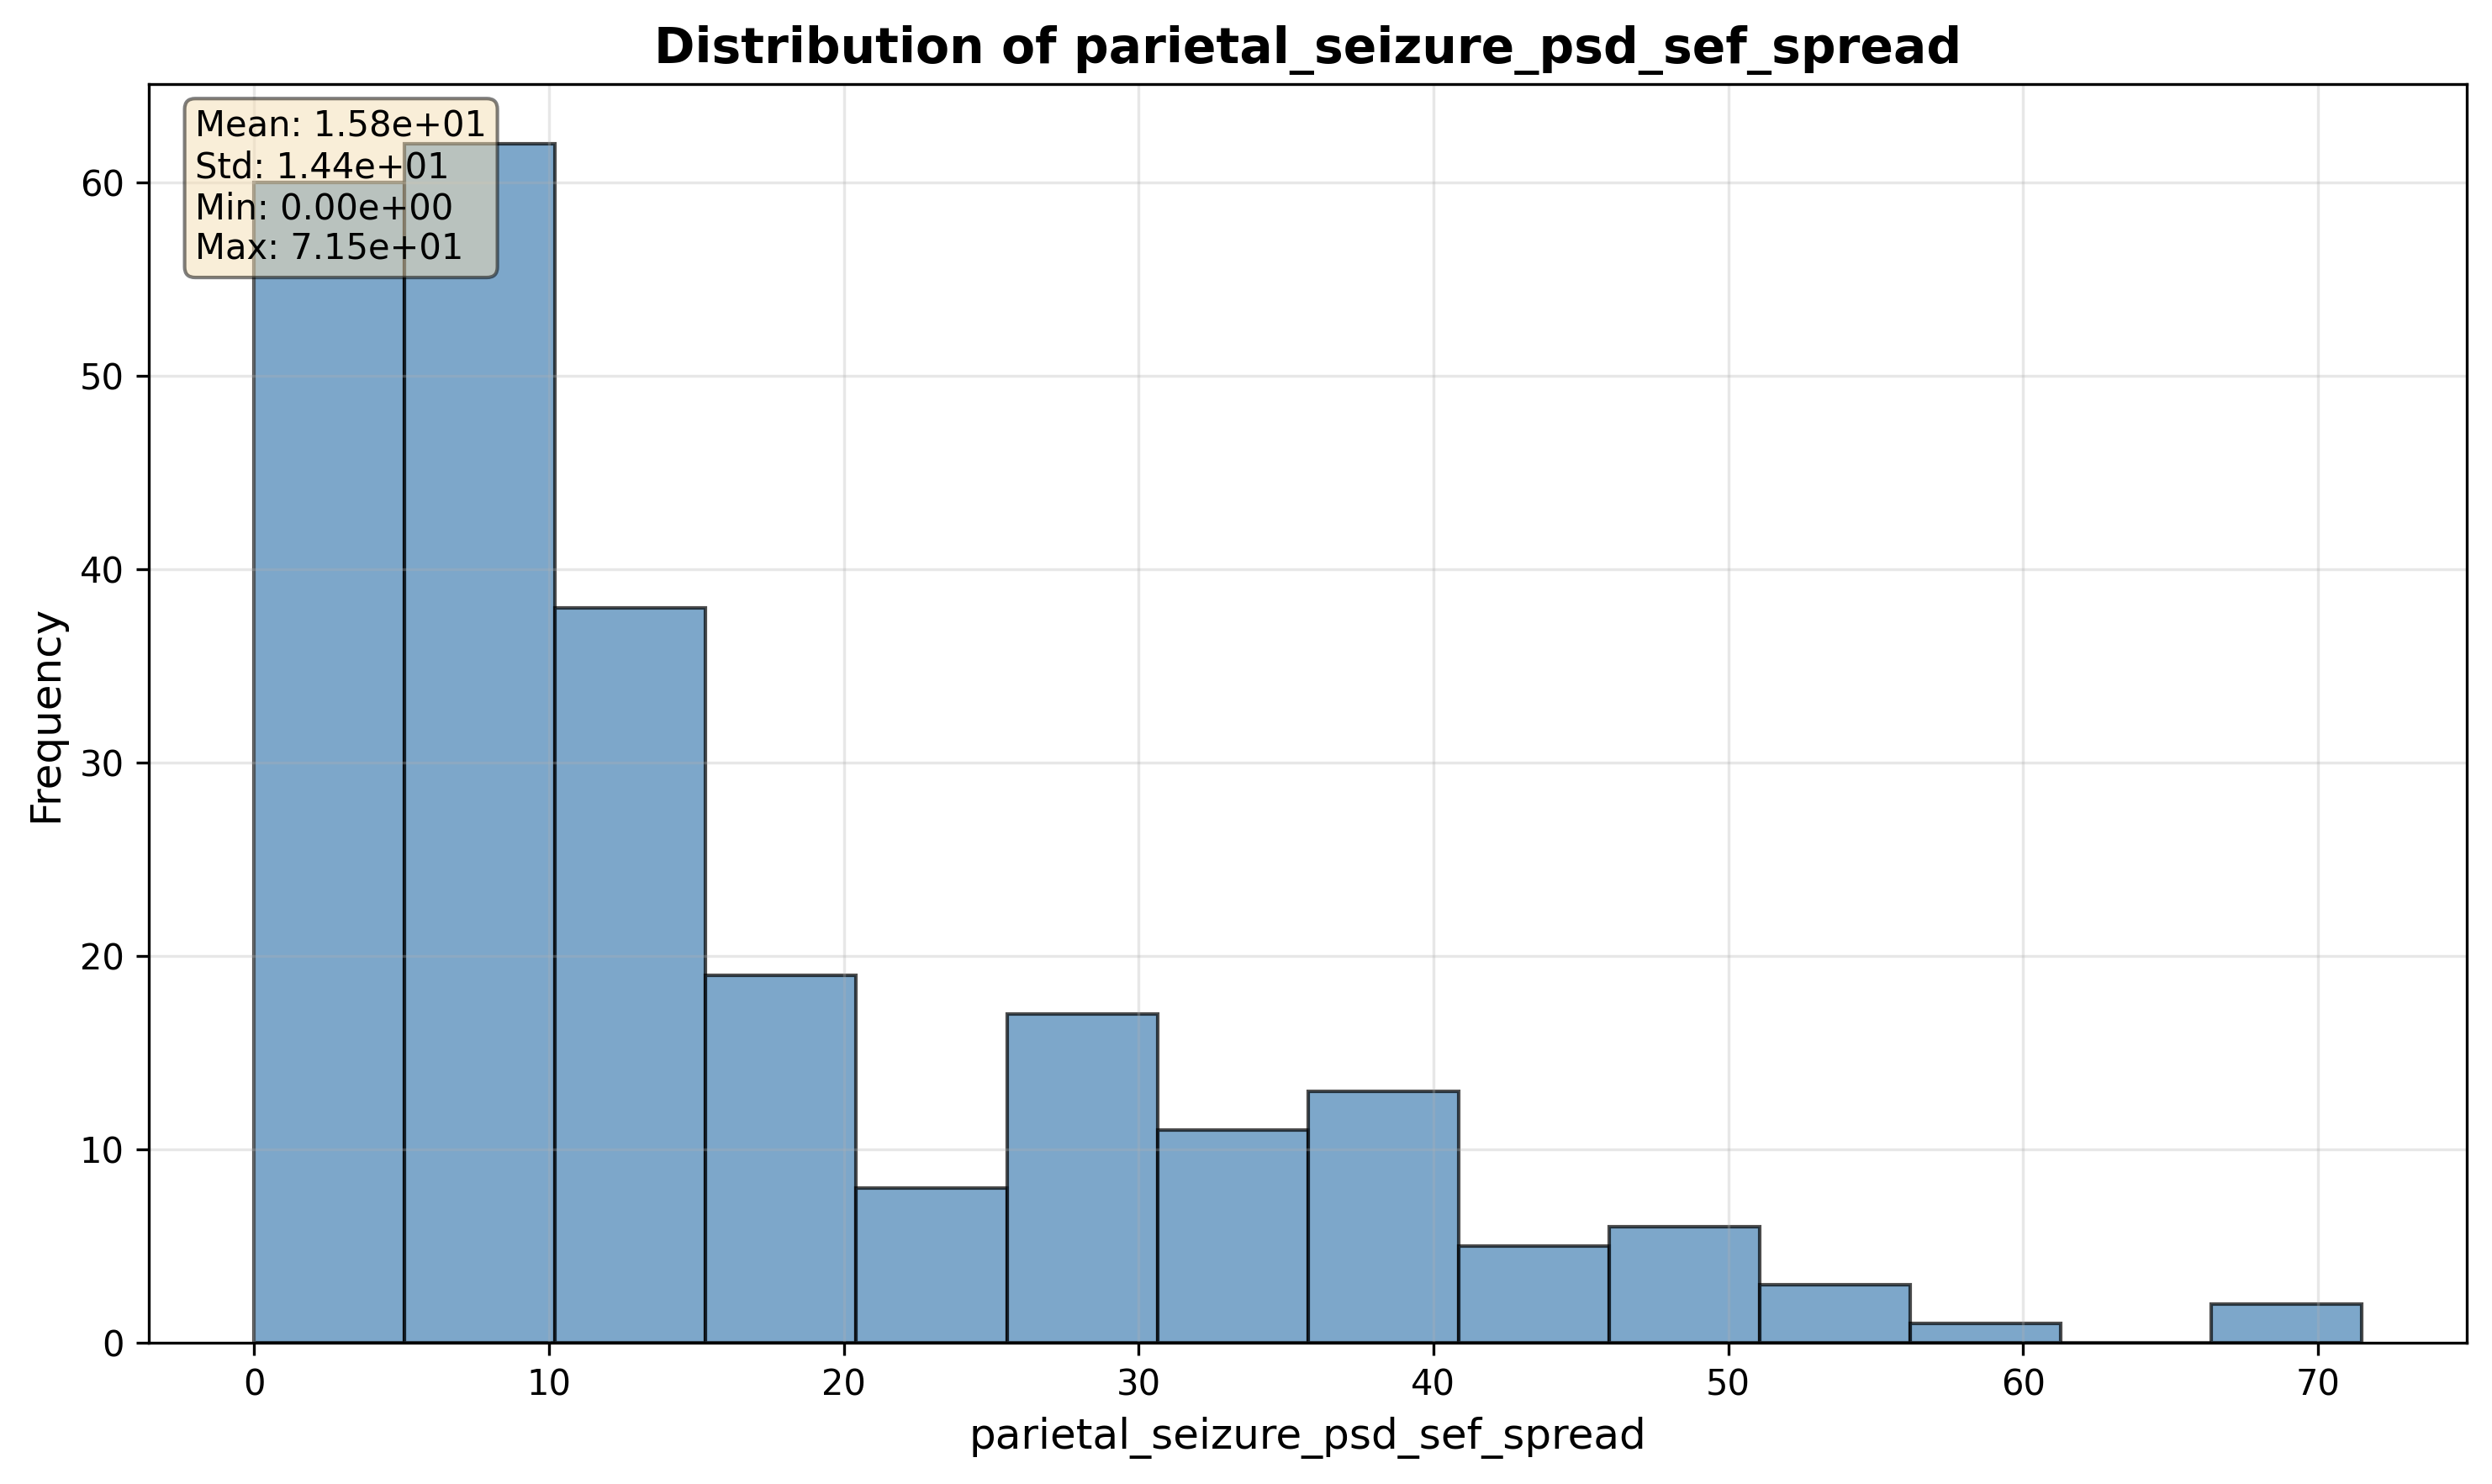 Distribution of parietal_seizure_psd_sef_spread
Mean: 1.58e+01
Std: 1.44e+01
Min: 0.00e+00
Max: 7.15e+01
60
50
40
30
20
10
0
Frequency
0 10 20 30 40 50 60 70
parietal_seizure_psd_sef_spread